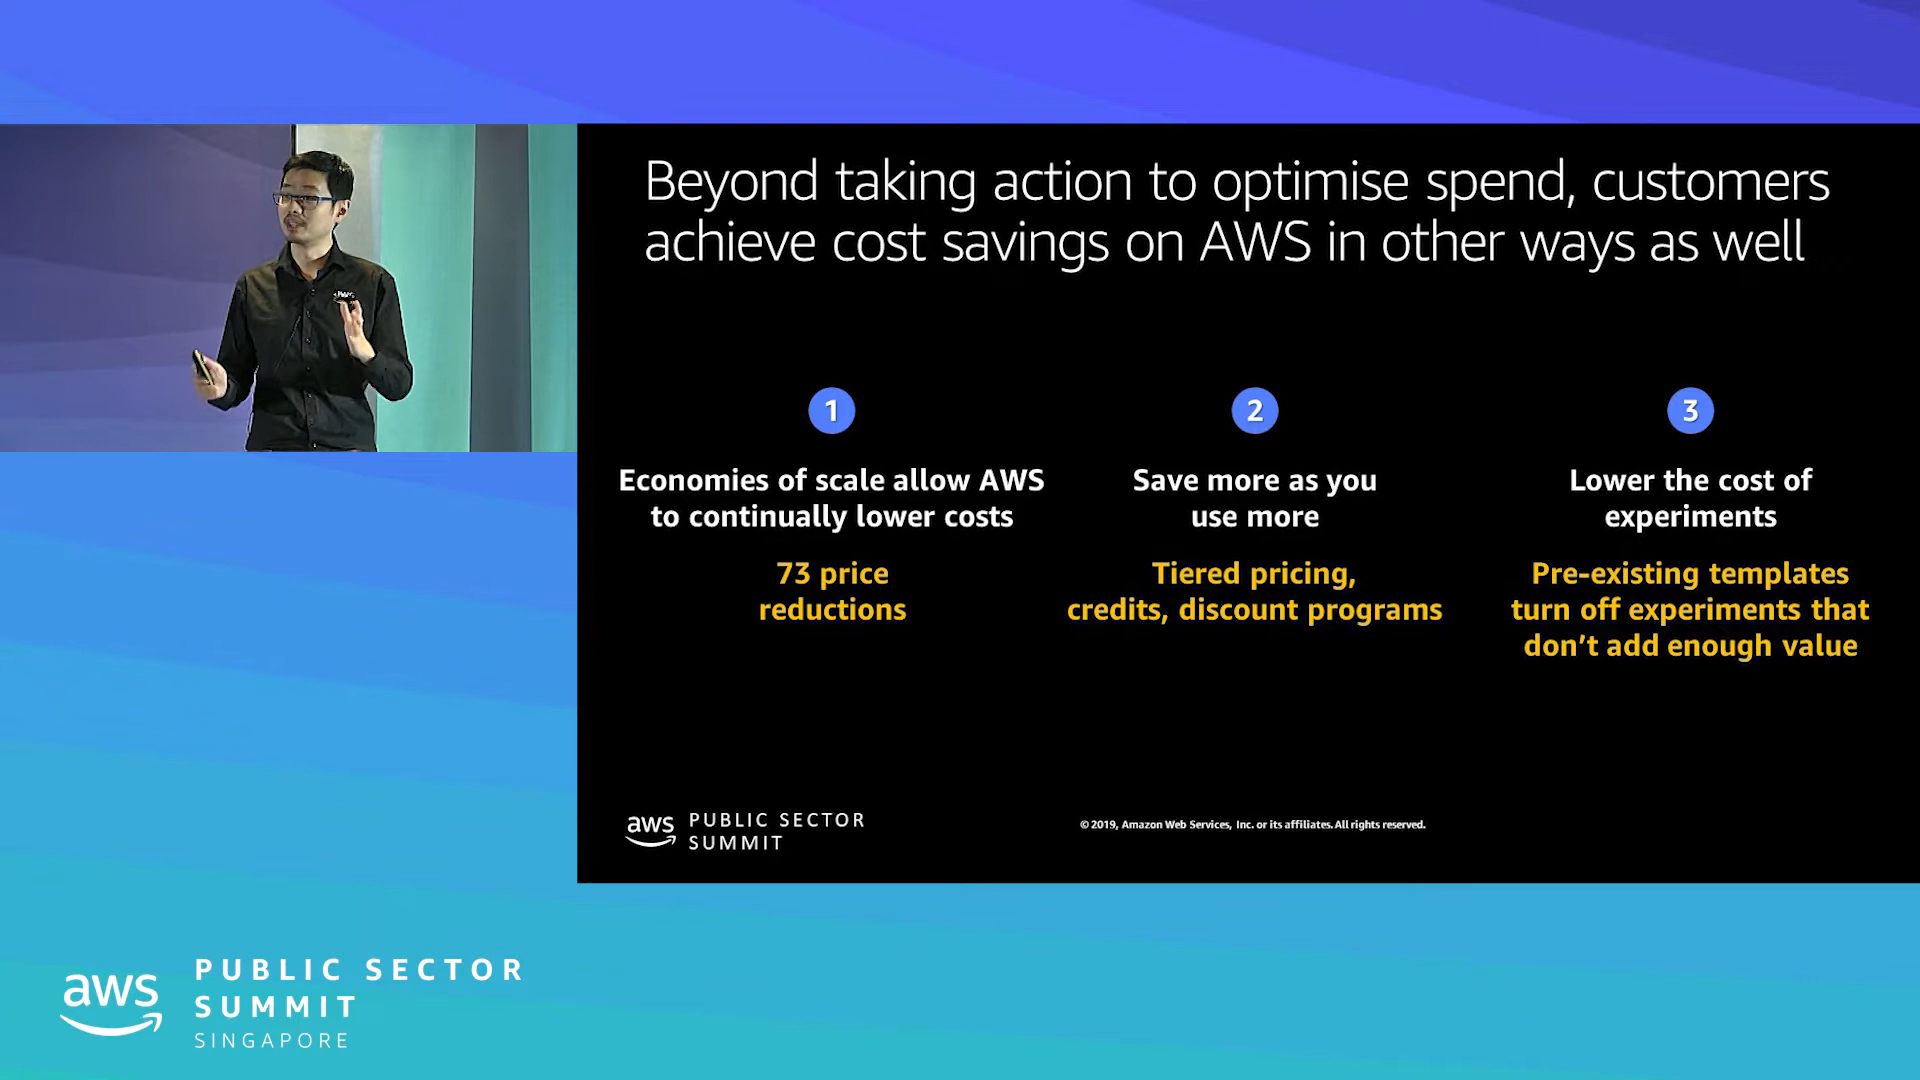 Beyond taking action to optimise spend, customers
achieve cost savings on AWS in other ways as well
1
Economies of scale allow AWS
to continually lower costs
73 price
reductions
2
Save more as you
use more
Tiered pricing,
credits, discount programs
3
Lower the cost of
experiments
Pre-existing templates
turn off experiments that
don’t add enough value
aws PUBLIC SECTOR
SUMMIT
© 2019, Amazon Web Services, Inc. or its affiliates. All rights reserved.
aws
PUBLIC SECTOR
SUMMIT
SINGAPORE